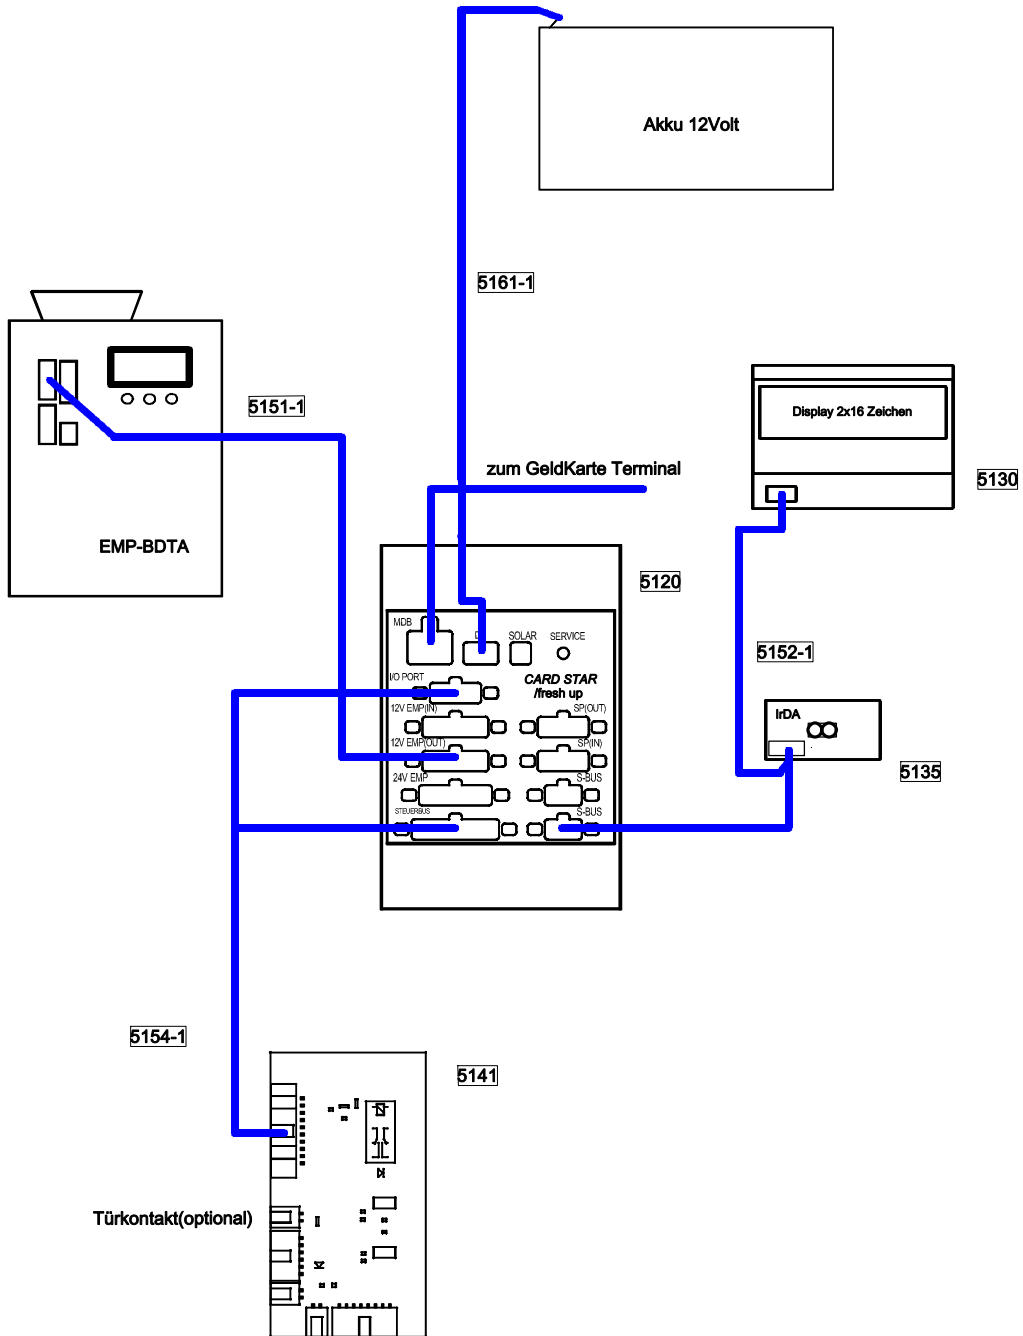 Akku 12Volt
5161-1
5151-1
Display 2x16 Zeichen
zum GeldKarte Terminal
5130
EMP-BDTA
5120
MDB
SOLAR
SERVICE
5152-1
I/O PORT
CARD STAR
/fresh up
12V EMP(IN)
SP(OUT)
IrDA
12V EMP(OUT)
SP(IN)
5135
24V EMP
S-BUS
STEUERBUS
S-BUS
5154-1
5141
Türkontakt(optional)